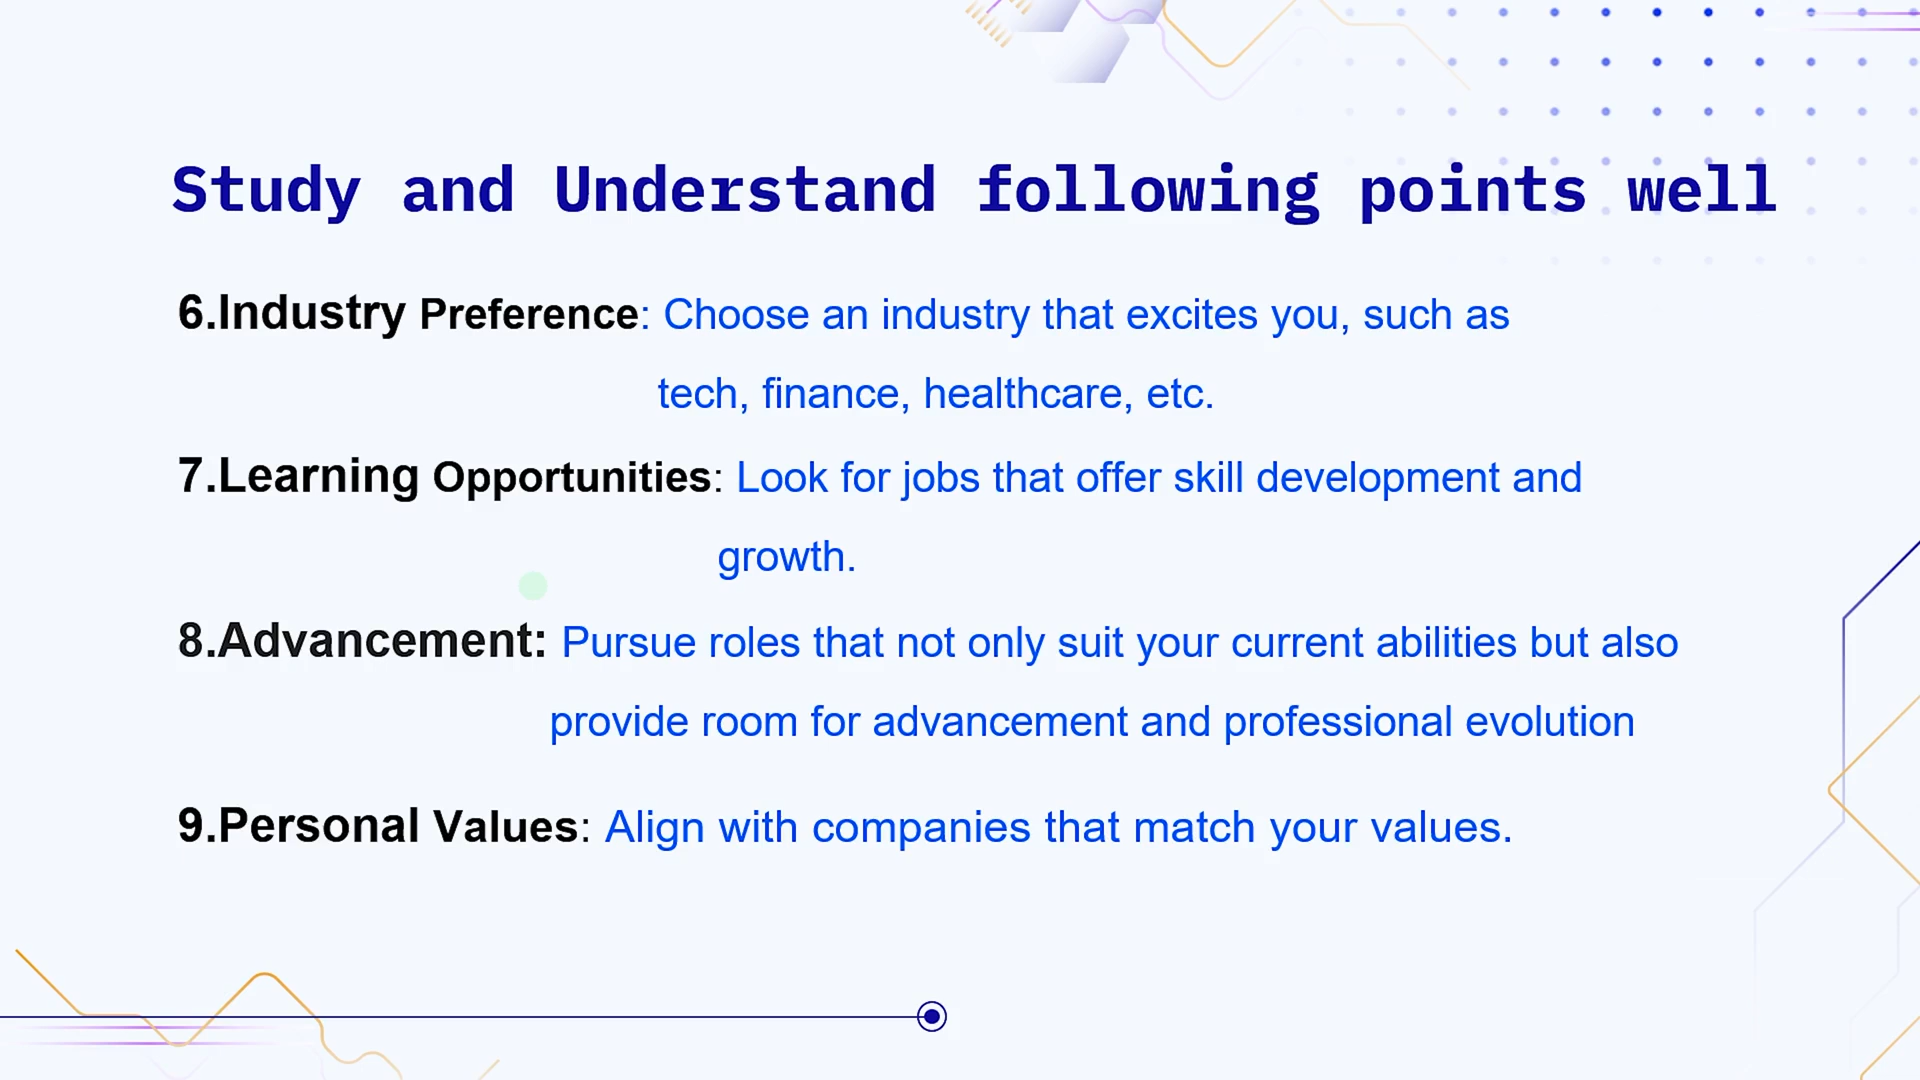 Study and Understand following points well
6.Industry Preference: Choose an industry that excites you, such as
tech, finance, healthcare, etc.
7.Learning Opportunities: Look for jobs that offer skill development and
growth.
8.Advancement: Pursue roles that not only suit your current abilities but also
provide room for advancement and professional evolution
9.Personal Values: Align with companies that match your values.